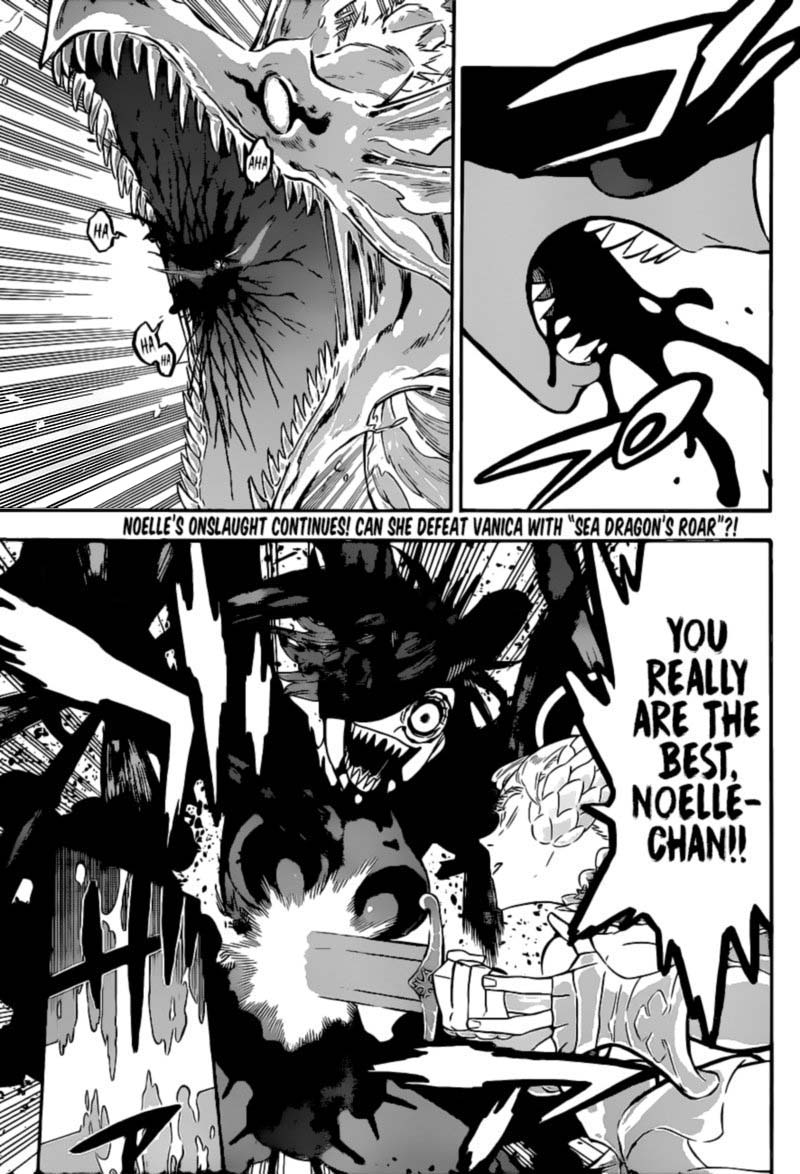 AHA
HA
HA
HA
NOELLE'S ONSLAUGHT CONTINUES! CAN SHE DEFEAT VANICA WITH "SEA DRAGON'S ROAR"?!
YOU
REALLY
ARE THE
BEST,
NOELLE-
CHAN!!